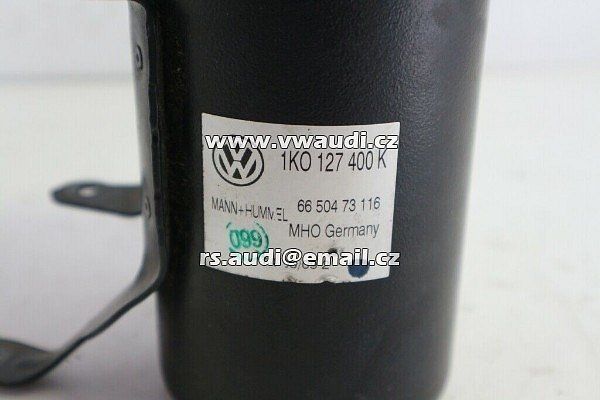 www.vwaudi.cz
1K0 127 400 K
MANN+HUMMEL 66 504 73 116
MHO Germany
099
rs.audi@email.cz